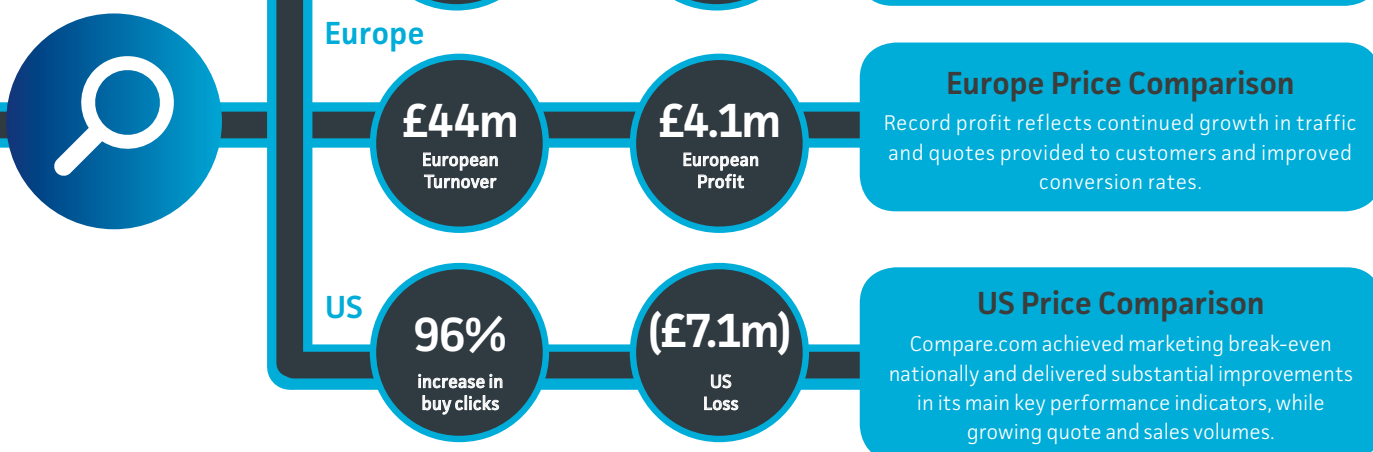 Europe
£44m
European
Turnover
£4.1m
European
Profit
Europe Price Comparison
Record profit reflects continued growth in traffic
and quotes provided to customers and improved
conversion rates.
US
96%
increase in
buy clicks
(£7.1m)
US
Loss
US Price Comparison
Compare.com achieved marketing break-even
nationally and delivered substantial improvements
in its main key performance indicators, while
growing quote and sales volumes.